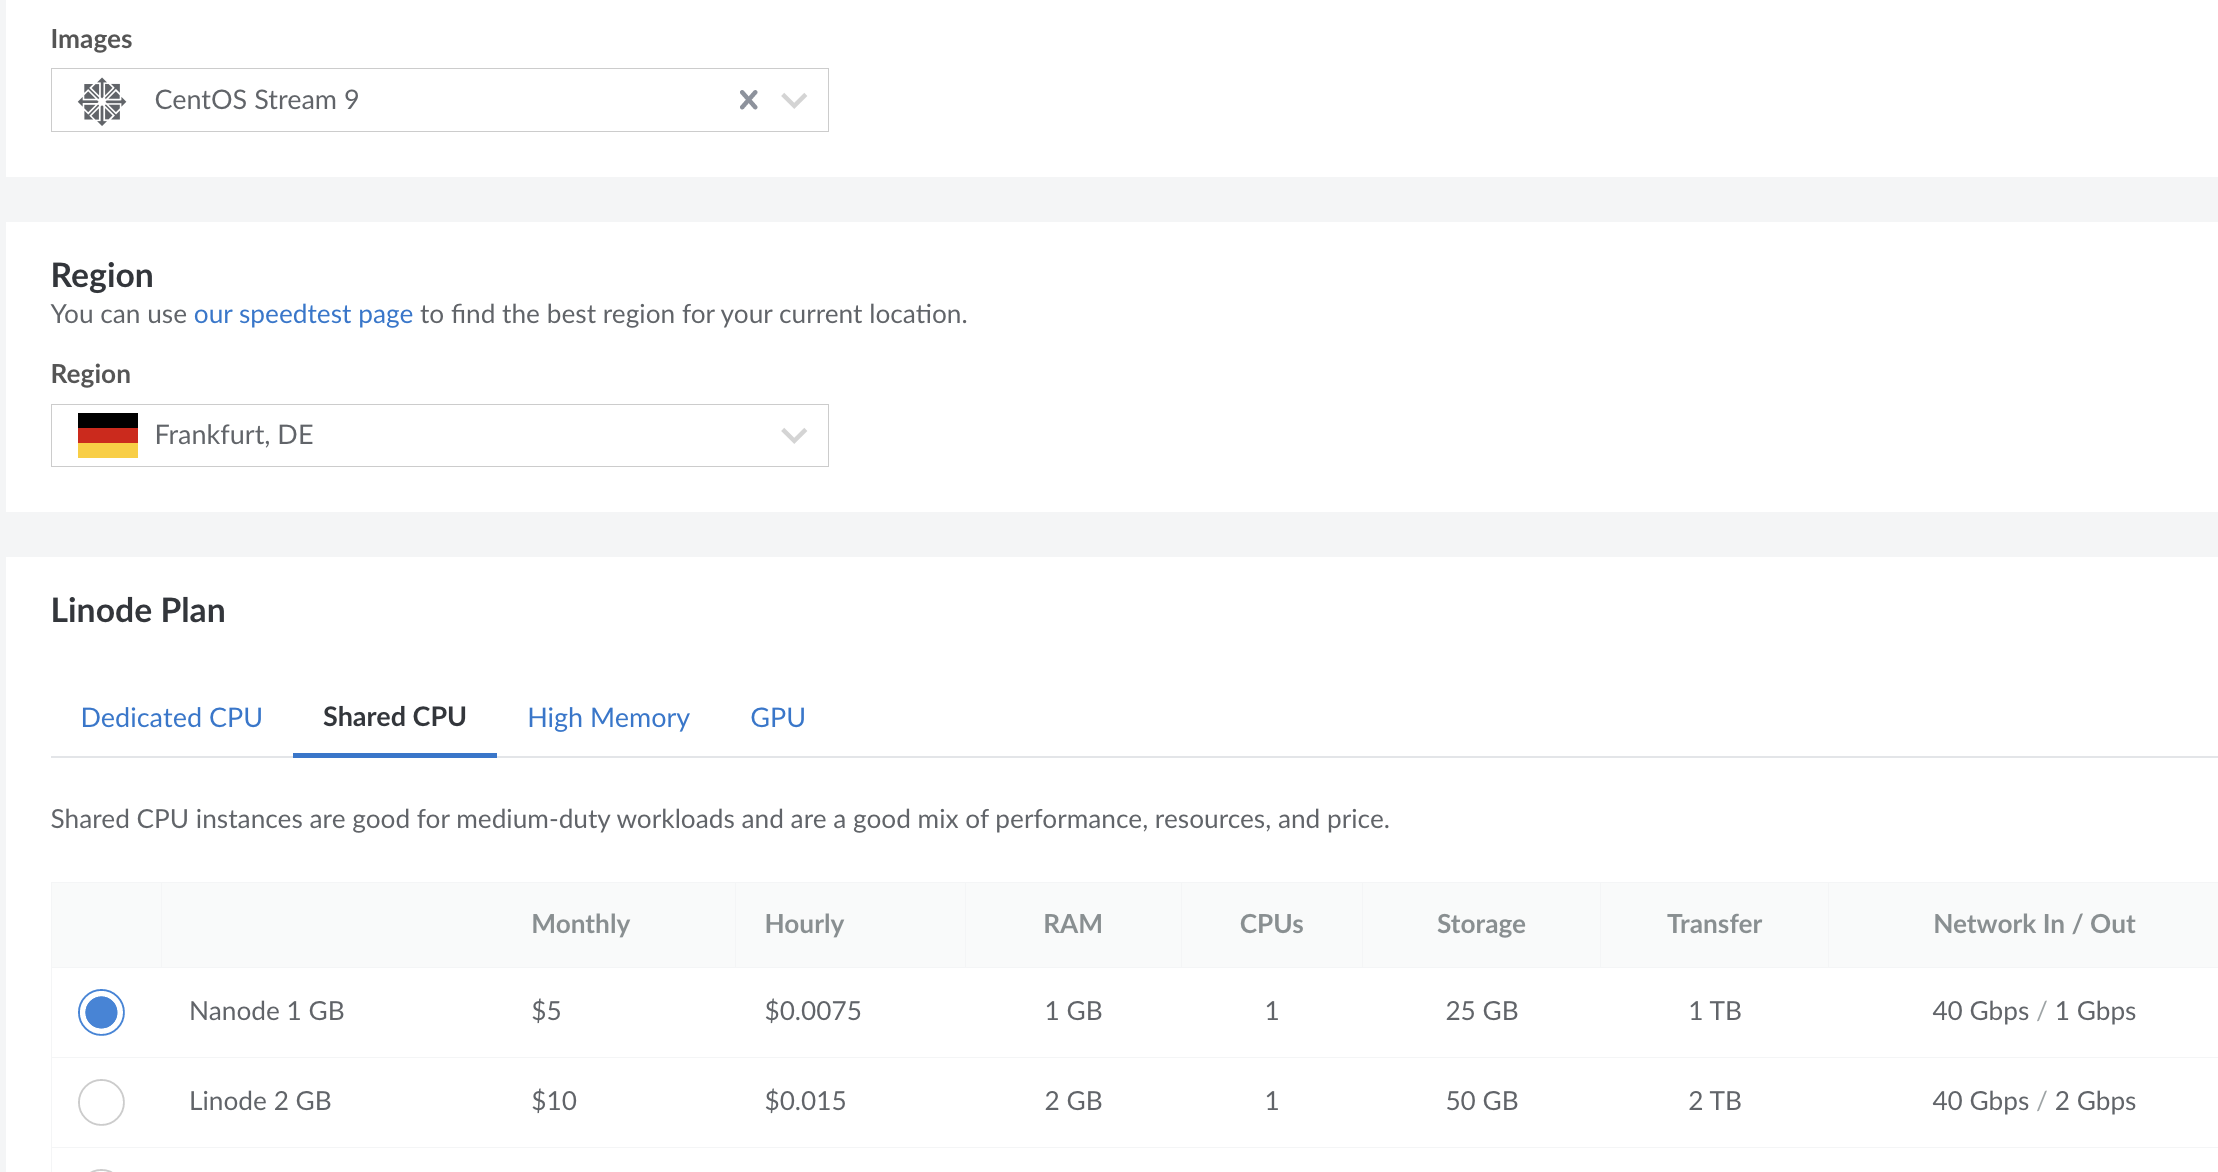 Images
CentOS Stream 9
Region
You can use our speedtest page to find the best region for your current location.
Region
Frankfurt, DE
Linode Plan
Dedicated CPU Shared CPU High Memory GPU
Shared CPU instances are good for medium-duty workloads and are a good mix of performance, resources, and price.
Monthly Hourly RAM CPUs Storage Transfer Network In / Out
Nanode 1 GB $5 $0.0075 1 GB 1 25 GB 1 TB 40 Gbps / 1 Gbps
Linode 2 GB $10 $0.015 2 GB 1 50 GB 2 TB 40 Gbps / 2 Gbps